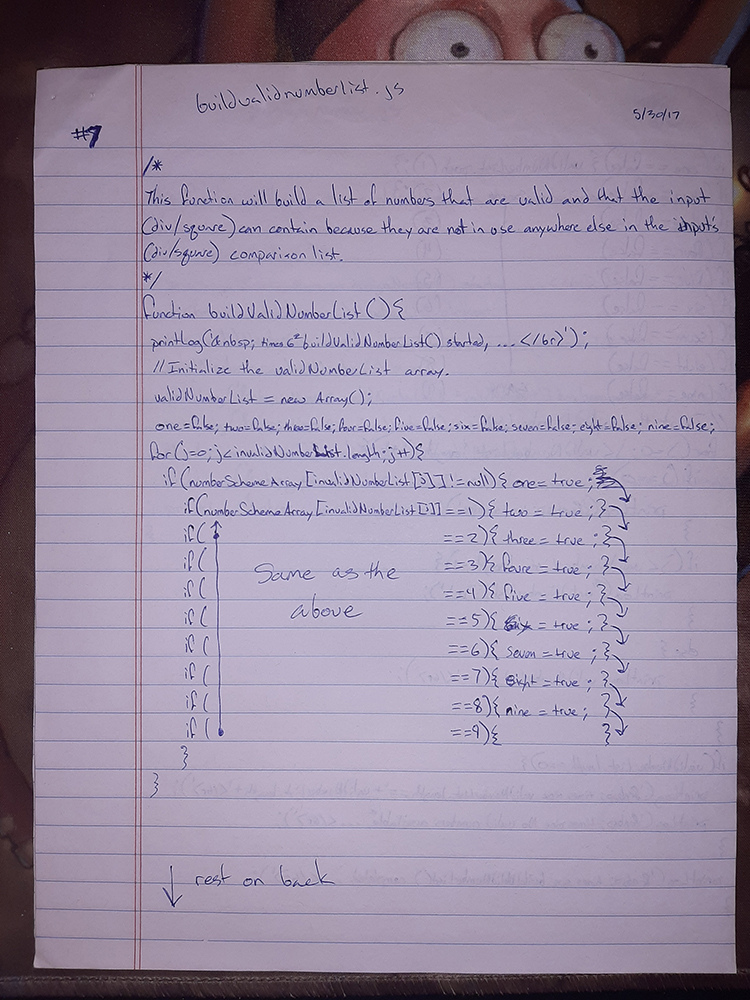 buildvalidnumberlist.js
5/30/17
#9
/*
This function will build a list of numbers that are valid and that the input
(div/square) can contain because they are not in use anywhere else in the input's
(div/square) comparison list.
*/
function buildValidNumberList(){
printLog('&nbsp; times 6² buildValidNumberList() started, ... </br>');
// Initialize the validNumberList array.
validNumberList = new Array();
one=false; two=false; three=false; four=false; five=false; six=false; seven=false; eight=false; nine=false;
for(j=0;j<invalidNumberList.length;j++){
if(numberSchemeArray[invalidNumberList[j]]!=null){ one=true;
if(numberSchemeArray[invalidNumberList[j]]==1){ two = true; }
if( ==2){ three = true; }
if( Same as the ==3){ foure = true; }
if( above ==4){ five = true; }
if( ==5){ six = true; }
if( ==6){ seven = true; }
if( ==7){ eight = true; }
if( ==8){ nine = true; }
if( ==9){ }
}
}
↓ rest on back